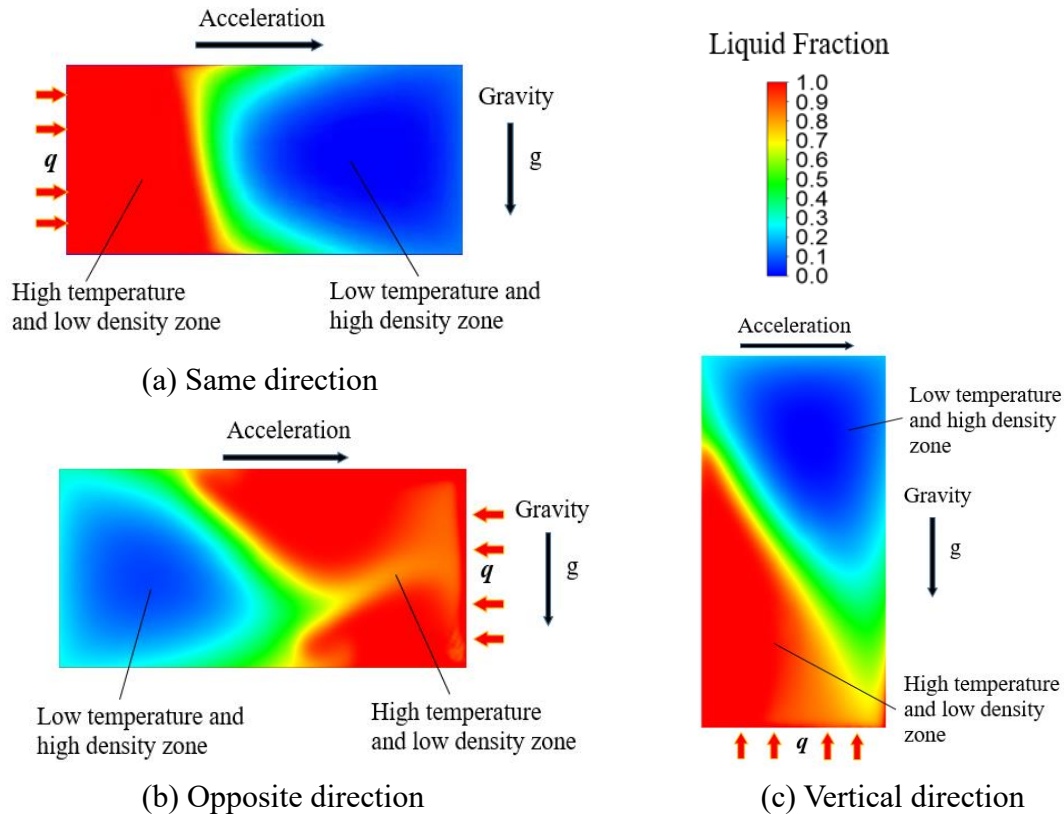 Acceleration
Gravity
g
q
High temperature
and low density zone
Low temperature and
high density zone
(a) Same direction
Liquid Fraction
1.0
0.9
0.8
0.7
0.6
0.5
0.4
0.3
0.2
0.1
0.0
Acceleration
Gravity
q
g
Low temperature and
high density zone
High temperature
and low density zone
(b) Opposite direction
Acceleration
Low temperature
and high density
zone
Gravity
g
High temperature
and low density
zone
q
(c) Vertical direction